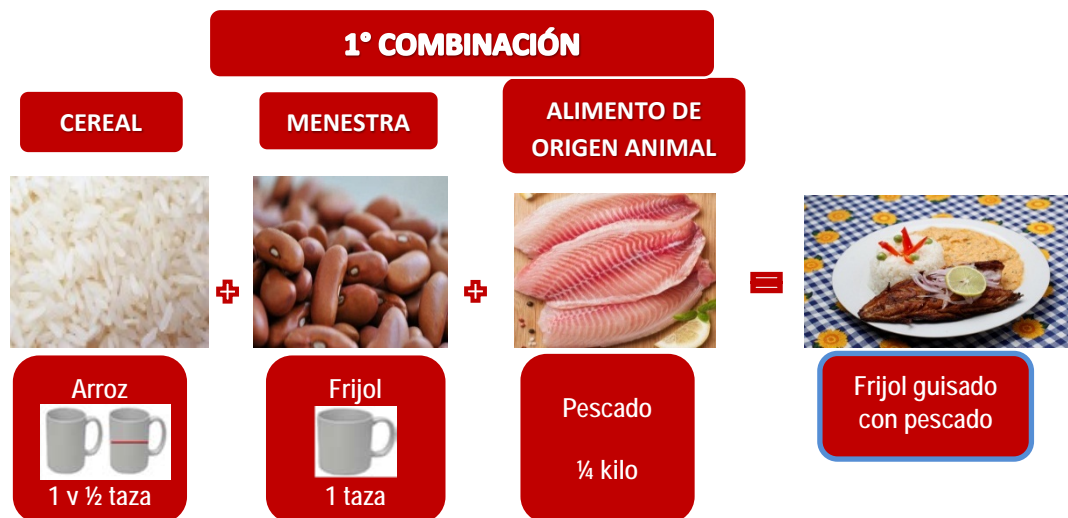 1° COMBINACIÓN
CEREAL
MENESTRA
ALIMENTO DE
ORIGEN ANIMAL
Arroz
1 v ½ taza
Frijol
1 taza
Pescado
¼ kilo
Frijol guisado
con pescado